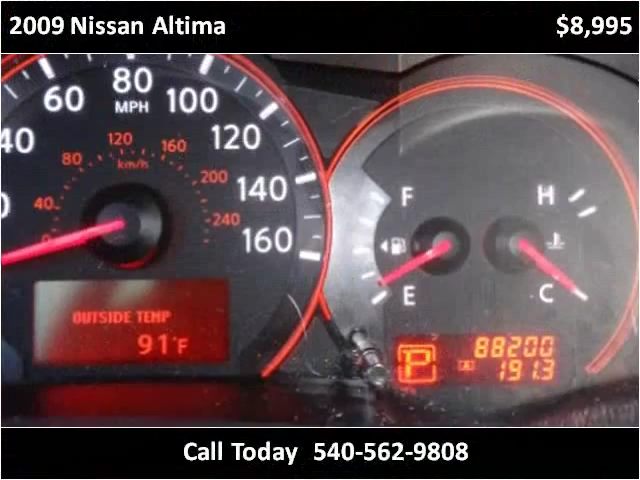 2009 Nissan Altima $8,995
60 80 100
MPH
40 120
120
80 160
km/h
140
40 200
0 240
160
F H
E C
OUTSIDE TEMP
91°F
P 88200
A 191.3
Call Today 540-562-9808